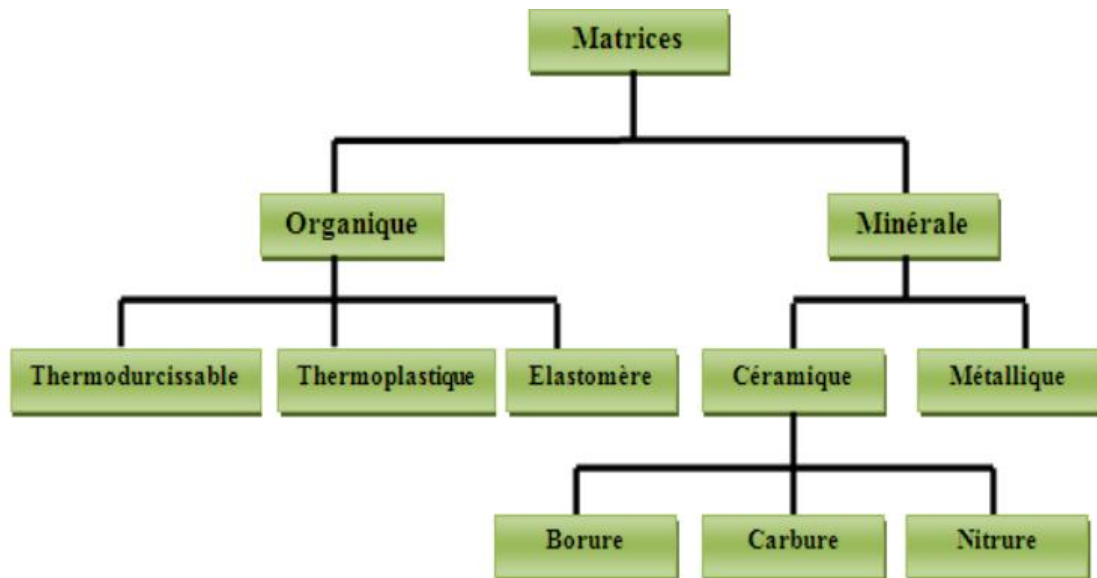 Matrices
Organique
Minérale
Thermodurcissable
Thermoplastique
Elastomère
Céramique
Métallique
Borure
Carbure
Nitrure